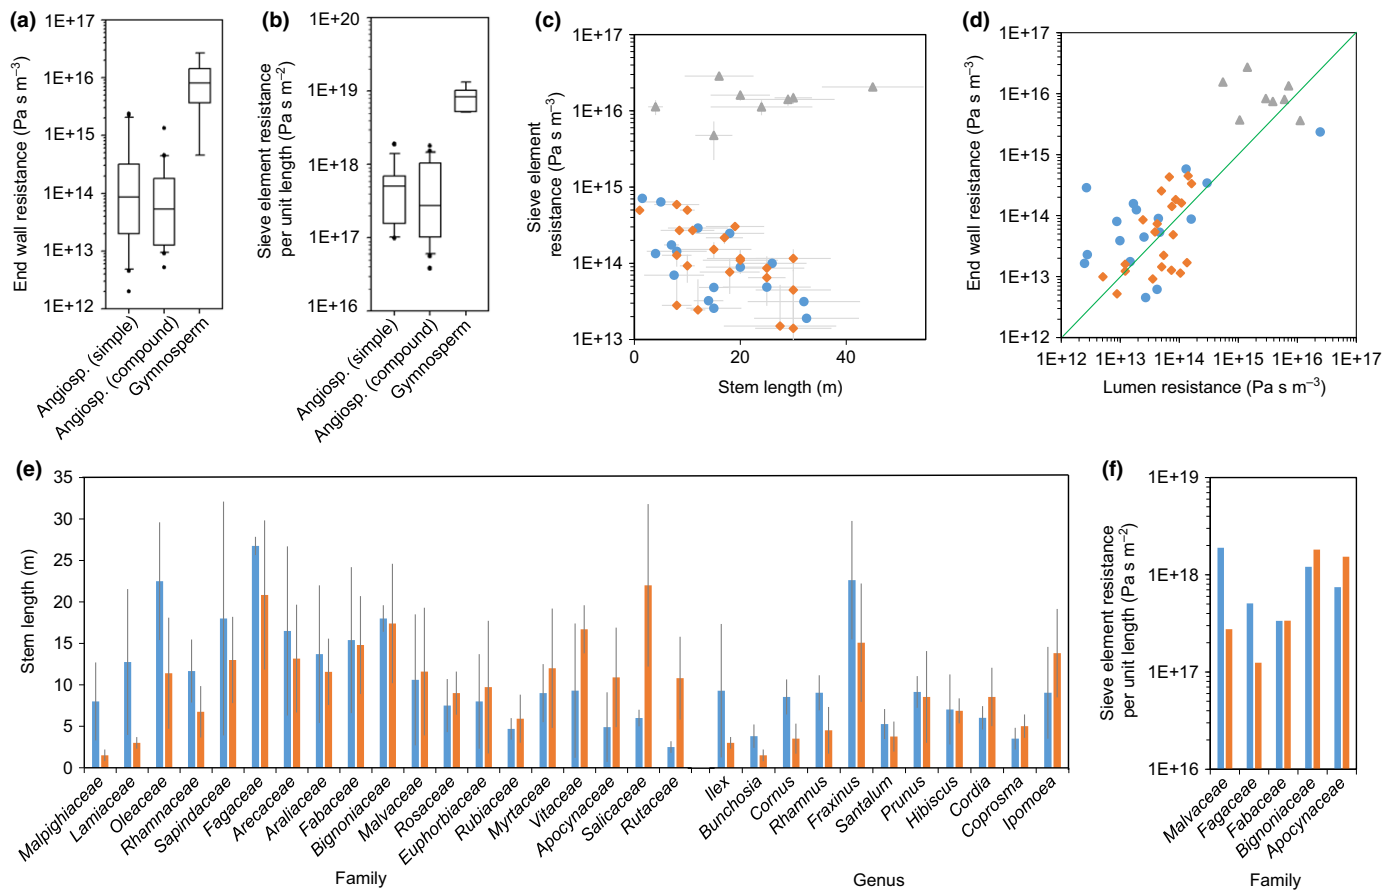 (a)
End wall resistance (Pa s m−3)
1E+17
1E+16
1E+15
1E+14
1E+13
1E+12
Angiosp. (simple)
Angiosp. (compound)
Gymnosperm
(b)
Sieve element resistance
per unit length (Pa s m−2)
1E+20
1E+19
1E+18
1E+17
1E+16
Angiosp. (simple)
Angiosp. (compound)
Gymnosperm
(c)
Sieve element
resistance (Pa s m−3)
1E+17
1E+16
1E+15
1E+14
1E+13
0 20 40
Stem length (m)
(d)
End wall resistance (Pa s m−3)
1E+17
1E+16
1E+15
1E+14
1E+13
1E+12
1E+12 1E+13 1E+14 1E+15 1E+16 1E+17
Lumen resistance (Pa s m−3)
(e)
Stem length (m)
35
30
25
20
15
10
5
0
Malpighiaceae
Lamiaceae
Oleaceae
Rhamnaceae
Sapindaceae
Fagaceae
Arecaceae
Araliaceae
Fabaceae
Bignoniaceae
Malvaceae
Rosaceae
Euphorbiaceae
Rubiaceae
Myrtaceae
Vitaceae
Apocynaceae
Salicaceae
Rutaceae
Ilex
Bunchosia
Cornus
Rhamnus
Fraxinus
Santalum
Prunus
Hibiscus
Cordia
Coprosma
Ipomoea
Family
Genus
(f)
Sieve element resistance
per unit length (Pa s m−2)
1E+19
1E+18
1E+17
1E+16
Malvaceae
Fagaceae
Fabaceae
Bignoniaceae
Apocynaceae
Family